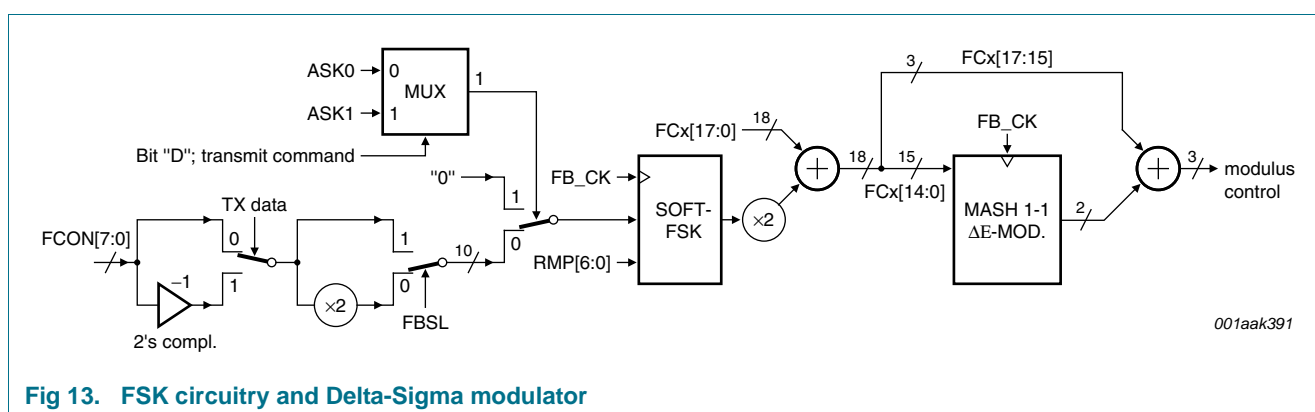 ASK0
0
MUX
1
ASK1
1
Bit "D"; transmit command
3
FCx[17:15]
FCx[17:0]
18
FB_CK
"0"
1
FB_CK
18
15
3
modulus
control
TX data
SOFT-
FSK
×2
FCx[14:0]
MASH 1-1
ΔE-MOD.
2
FCON[7:0]
0
1
10
0
RMP[6:0]
–1
1
×2
0
FBSL
2's compl.
001aak391
Fig 13. FSK circuitry and Delta-Sigma modulator